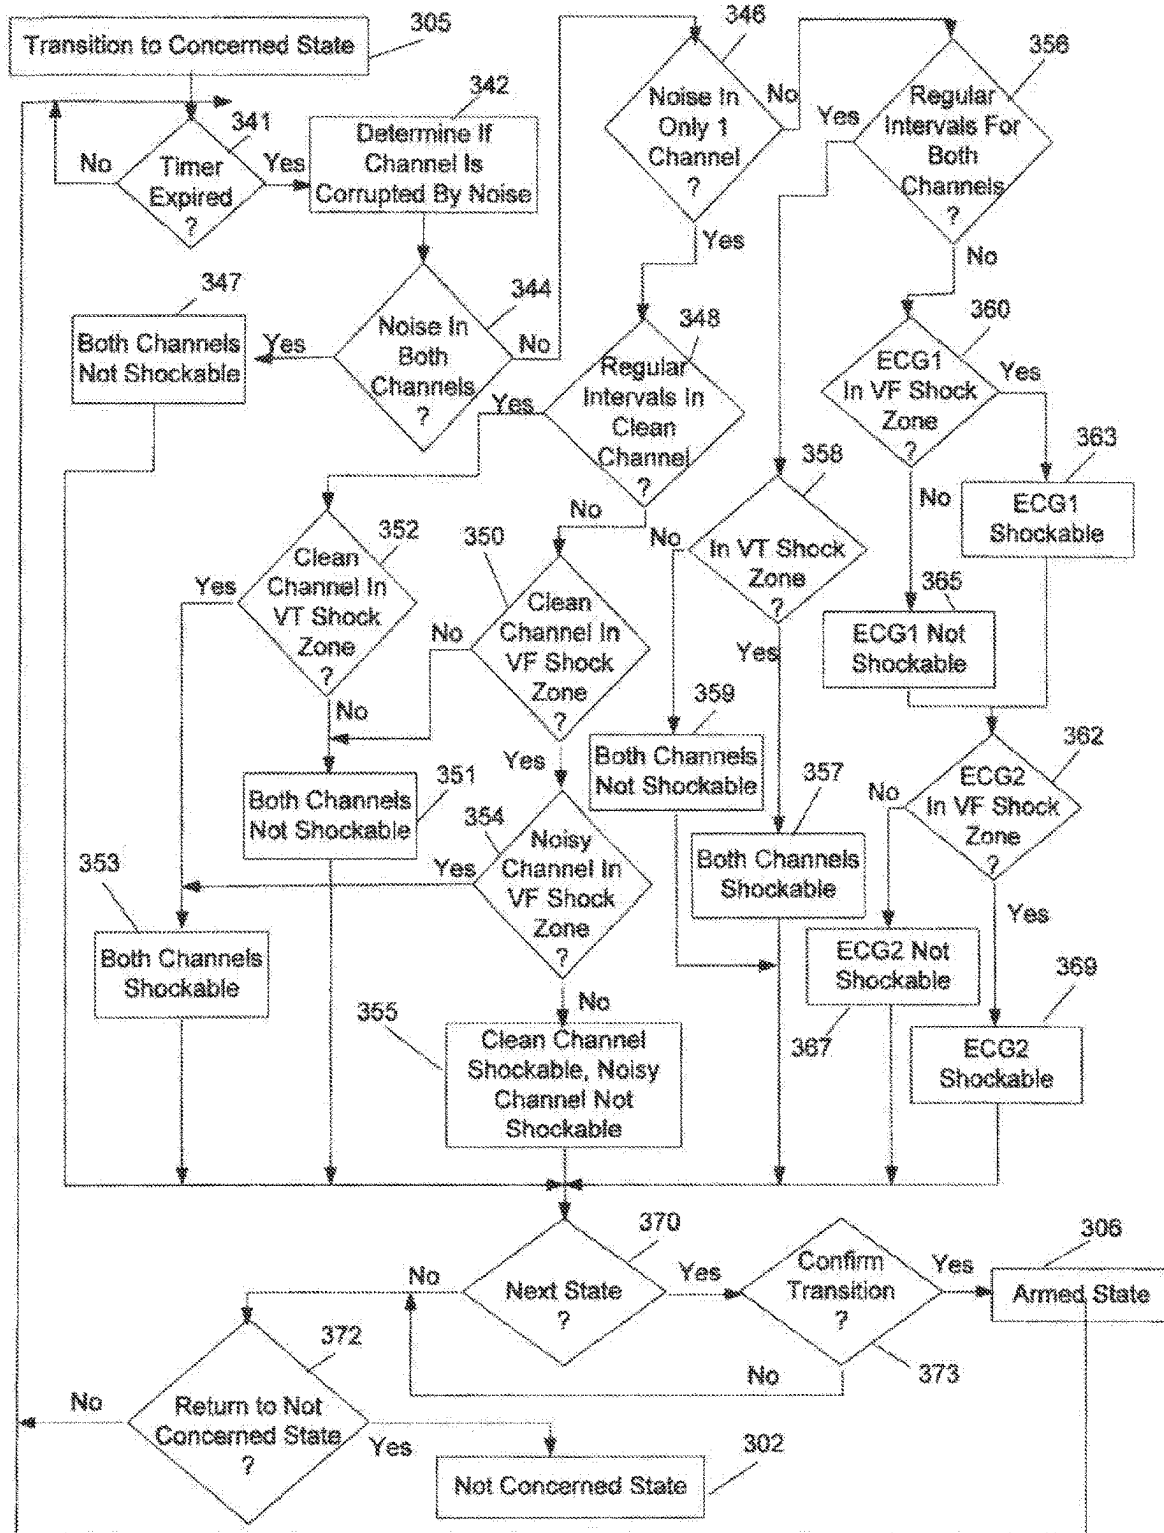 Transition to Concerned State
305
341
Timer
Expired
?
No
Yes
342
Determine If
Channel Is
Corrupted By Noise
344
Noise In
Both
Channels
?
Yes
No
347
Both Channels
Not Shockable
346
Noise In
Only 1
Channel
?
No
Yes
356
Regular
Intervals For
Both
Channels
?
Yes
No
348
Regular
Intervals In
Clean
Channel
?
Yes
No
360
ECG1
In VF Shock
Zone
?
Yes
No
363
ECG1
Shockable
365
ECG1 Not
Shockable
358
In VT Shock
Zone
?
No
Yes
352
Clean
Channel In
VT Shock
Zone
?
Yes
No
350
Clean
Channel In
VF Shock
Zone
?
No
Yes
359
Both Channels
Not Shockable
362
ECG2
In VF Shock
Zone
?
No
Yes
351
Both Channels
Not Shockable
354
Noisy
Channel In
VF Shock
Zone
?
Yes
No
357
Both Channels
Shockable
353
Both Channels
Shockable
367
ECG2 Not
Shockable
369
ECG2
Shockable
355
Clean Channel
Shockable, Noisy
Channel Not
Shockable
370
Next State
?
No
Yes
Confirm
Transition
?
373
Yes
No
306
Armed State
372
Return to Not
Concerned State
?
No
Yes
302
Not Concerned State